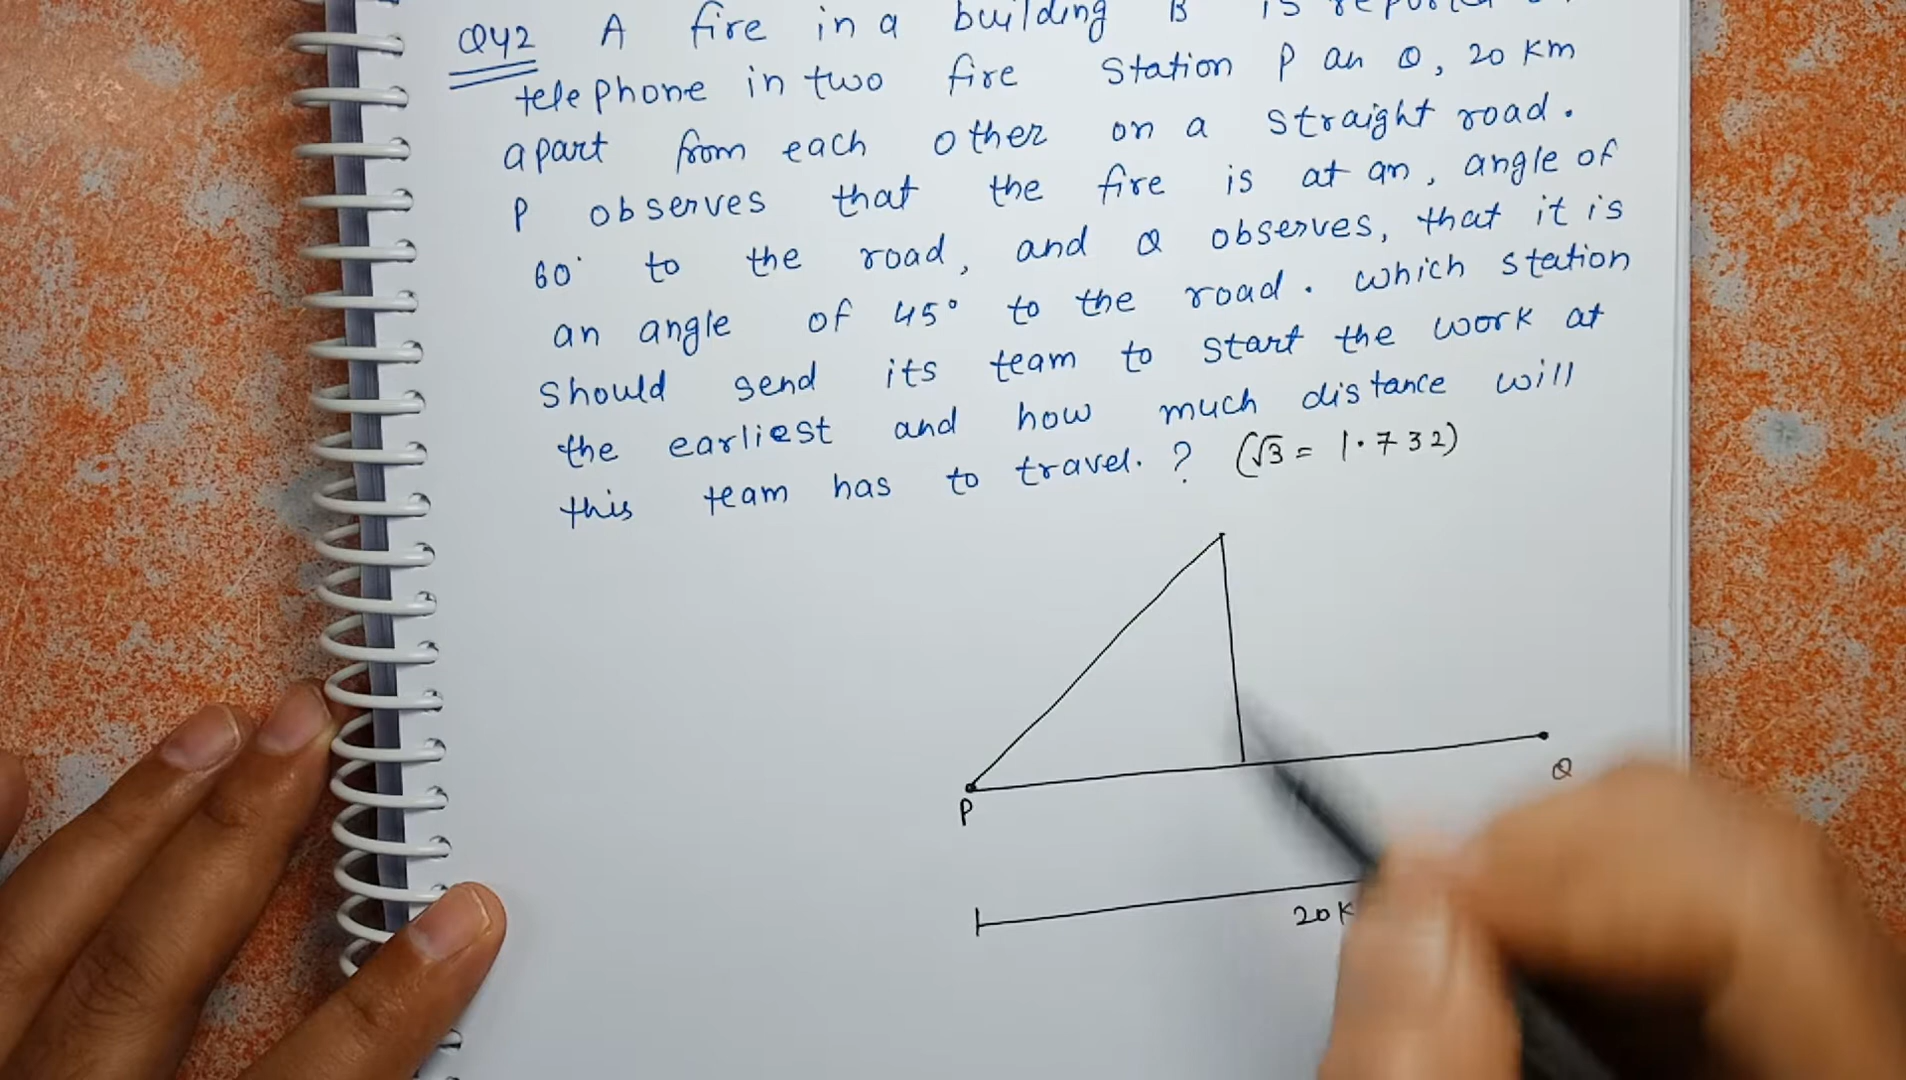 Q42 A fire in a building B is
telephone in two fire station P an Q, 20 Km
apart from each other on a straight road.
P observes that the fire is at an, angle of
60° to the road, and Q observes, that it is
an angle of 45° to the road. which station
should send its team to start the work at
the earliest and how much distance will
this team has to travel. ? (√3 = 1.732)
P
Q
20 K